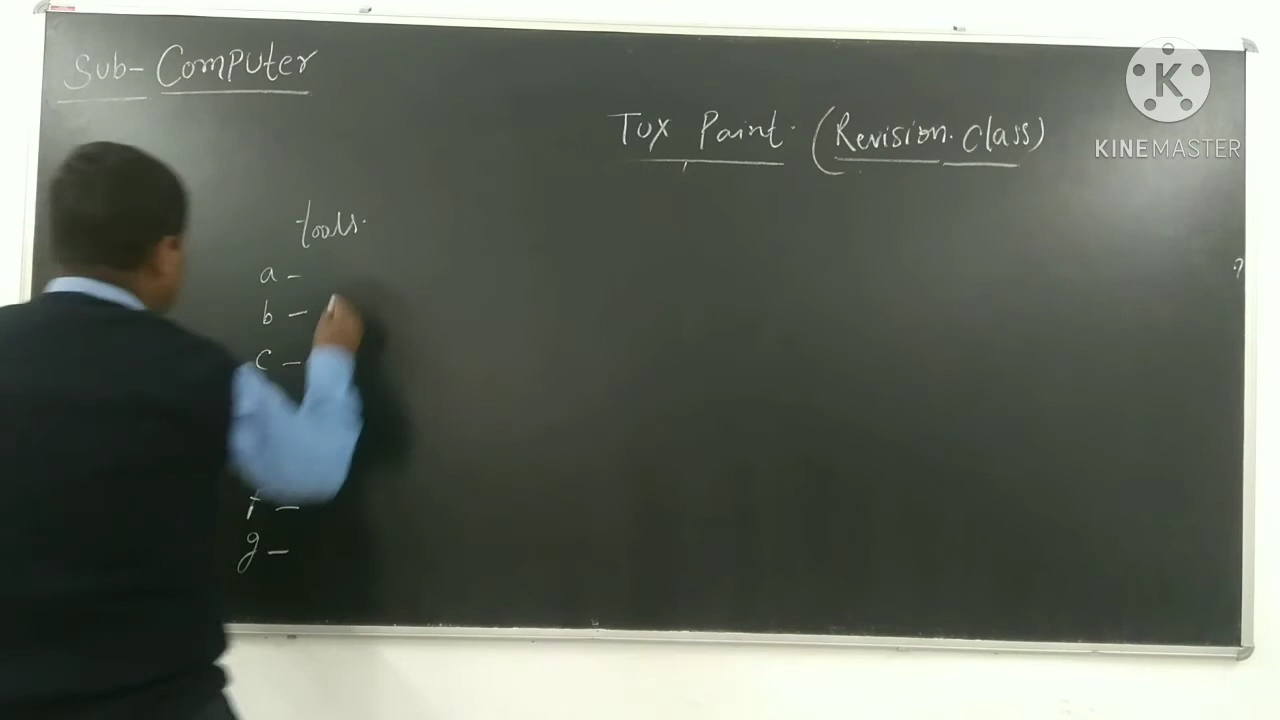 Sub- Computer
Tux Paint. (Revision. Class)
K
KINEMASTER
tools.
a -
b -
c -
f -
g -
?